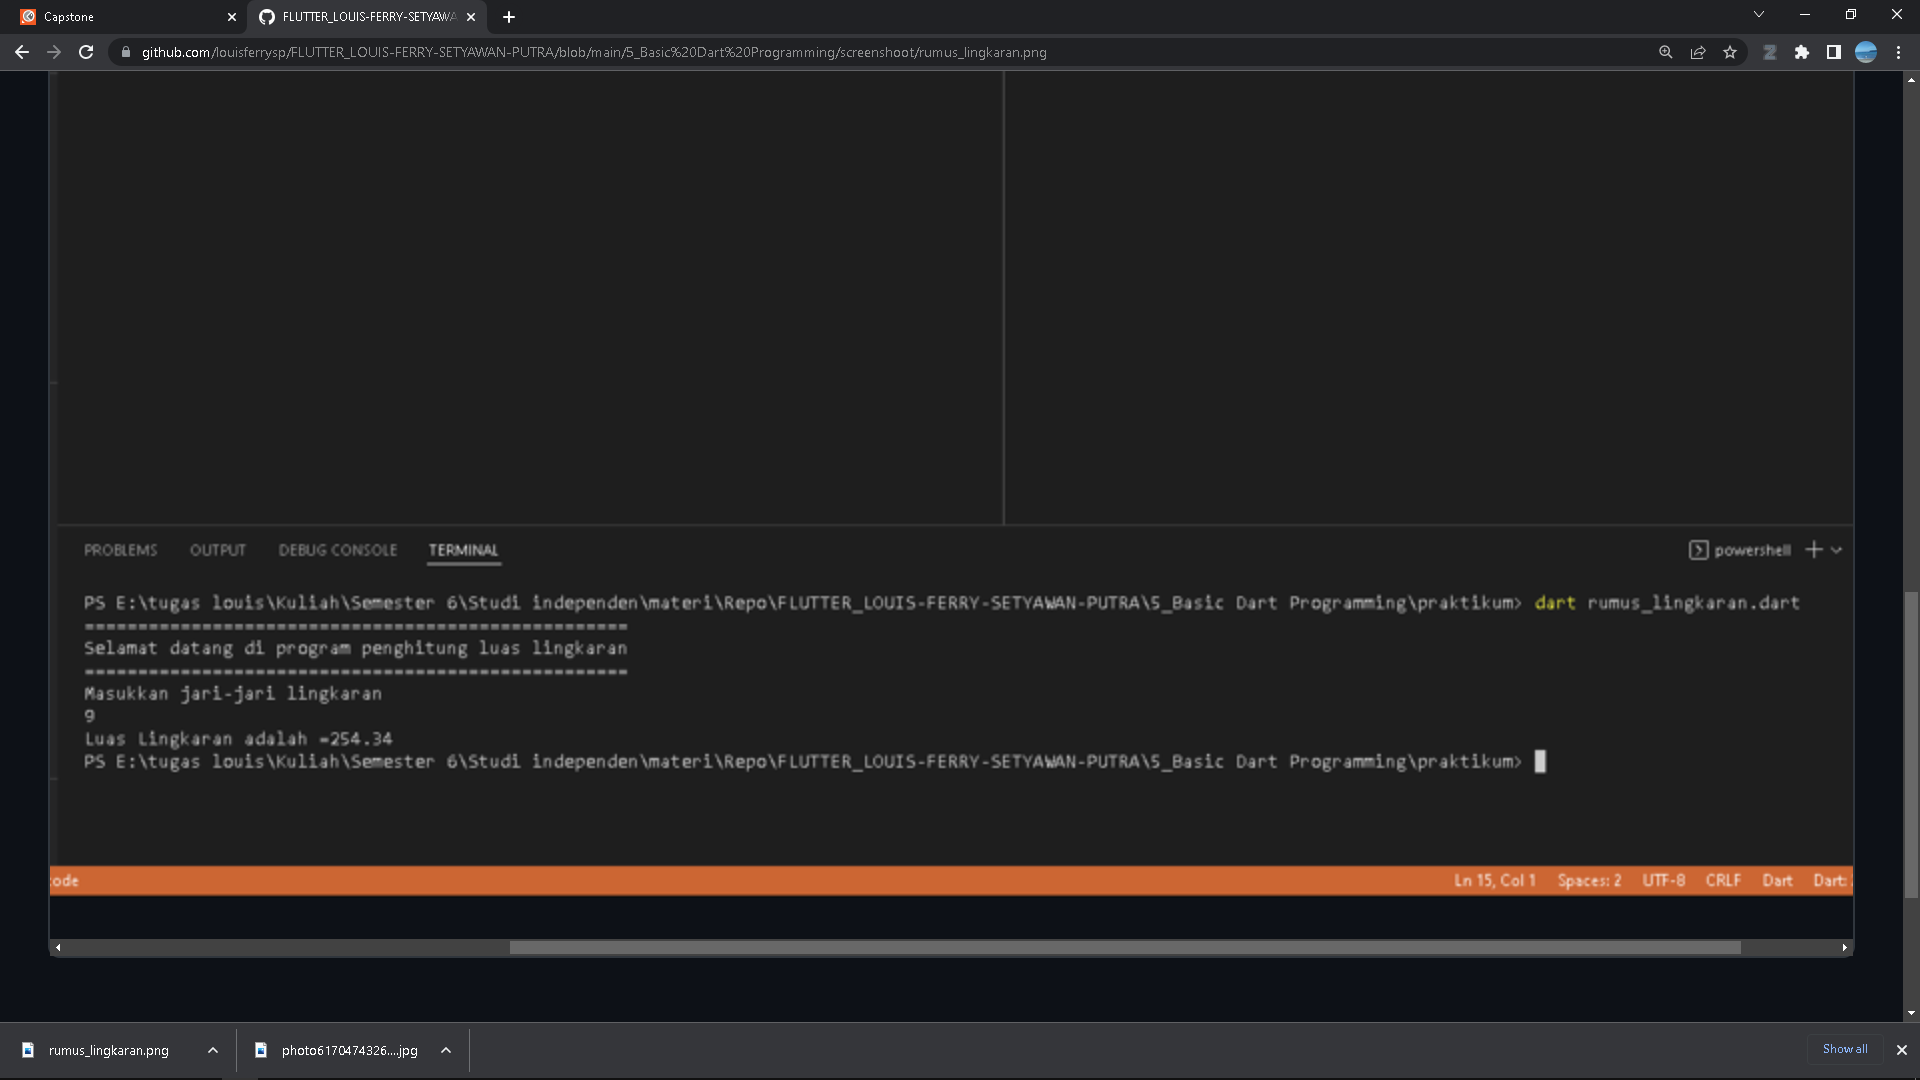 Capstone
FLUTTER_LOUIS-FERRY-SETYAWA
github.com/louisferrysp/FLUTTER_LOUIS-FERRY-SETYAWAN-PUTRA/blob/main/5_Basic%20Dart%20Programming/screenshoot/rumus_lingkaran.png
PROBLEMS OUTPUT DEBUG CONSOLE TERMINAL powershell
PS E:\tugas louis\Kuliah\Semester 6\Studi independen\materi\Repo\FLUTTER_LOUIS-FERRY-SETYAWAN-PUTRA\5_Basic Dart Programming\praktikum> dart rumus_lingkaran.dart
===================================================
Selamat datang di program penghitung luas lingkaran
===================================================
Masukkan jari-jari lingkaran
9
Luas Lingkaran adalah =254.34
PS E:\tugas louis\Kuliah\Semester 6\Studi independen\materi\Repo\FLUTTER_LOUIS-FERRY-SETYAWAN-PUTRA\5_Basic Dart Programming\praktikum>
ode Ln 15, Col 1 Spaces: 2 UTF-8 CRLF Dart Dart:
rumus_lingkaran.png photo6170474326....jpg Show all